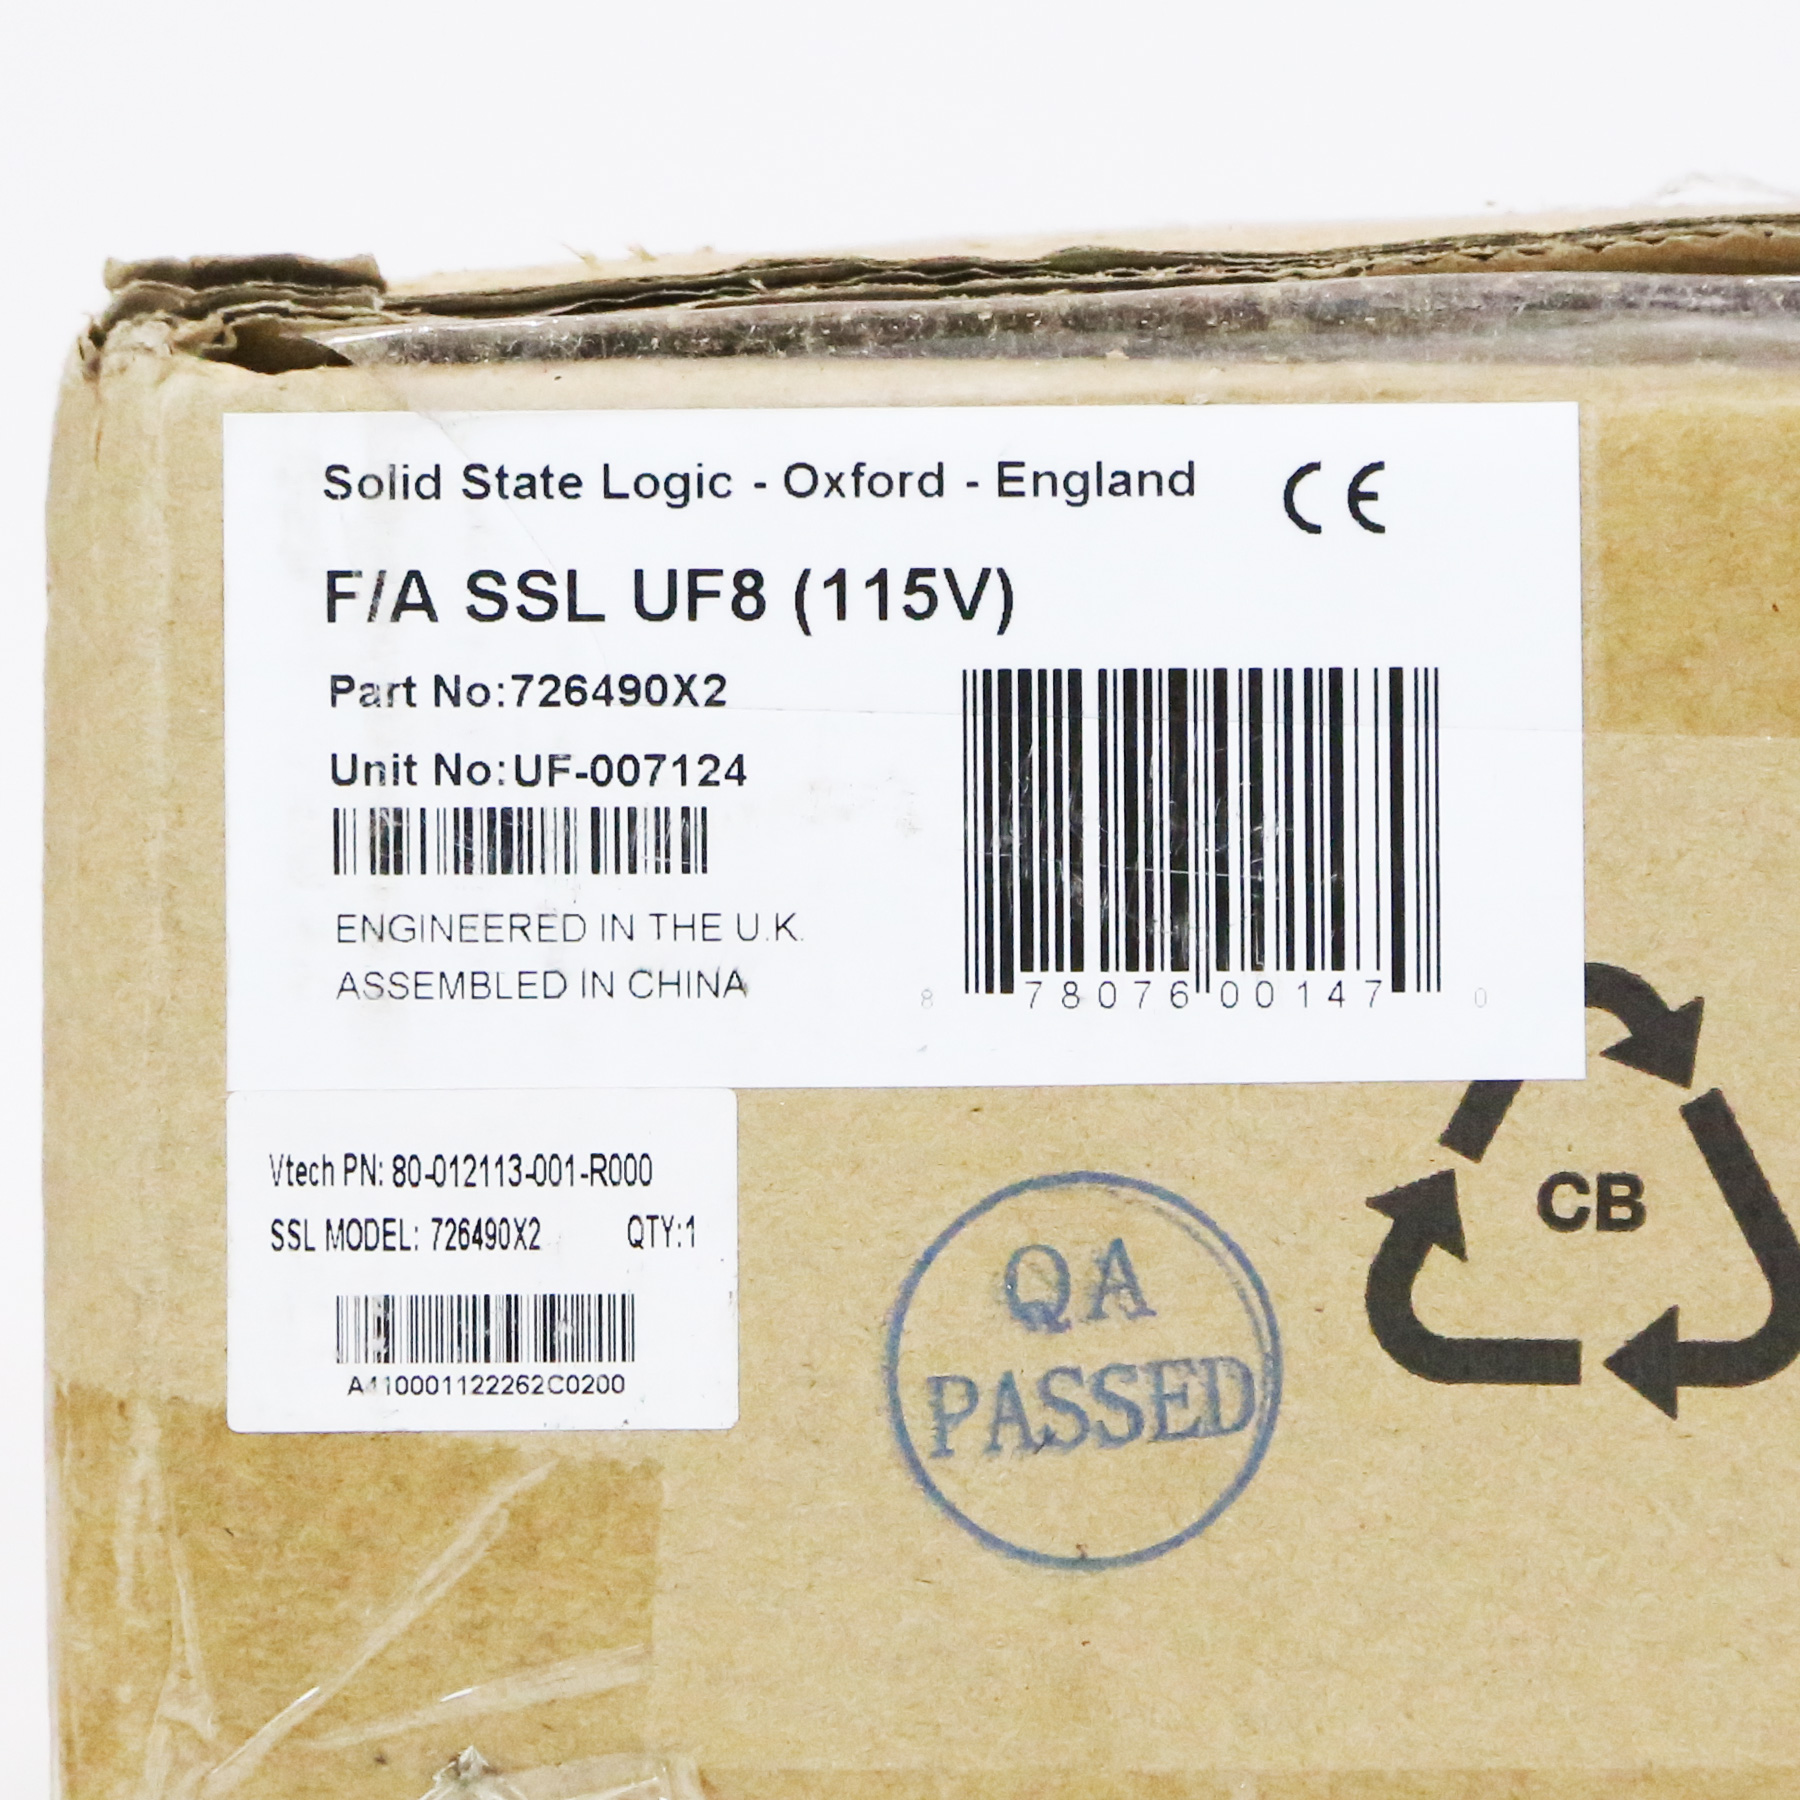 Solid State Logic - Oxford - England CE
F/A SSL UF8 (115V)
Part No:726490X2
Unit No:UF-007124
ENGINEERED IN THE U.K.
ASSEMBLED IN CHINA
8 78076 00147 0
Vtech PN: 80-012113-001-R000
SSL MODEL: 726490X2 QTY:1
A410001122262C0200
QA
PASSED
CB